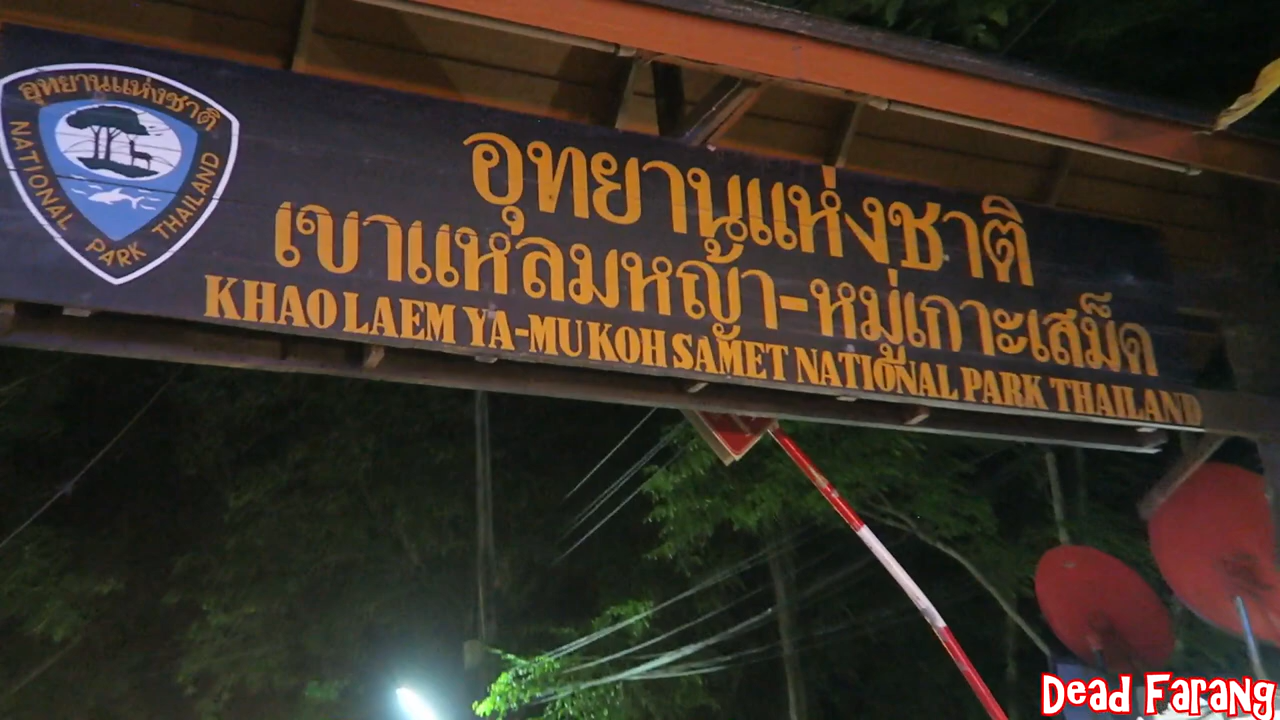 อุทยานแห่งชาติ
NATIONAL PARK THAILAND
อุทยานแห่งชาติ
เขาแหลมหญ้า-หมู่เกาะเสม็ด
KHAO LAEM YA-MU KOH SAMET NATIONAL PARK THAILAND
Dead Farang